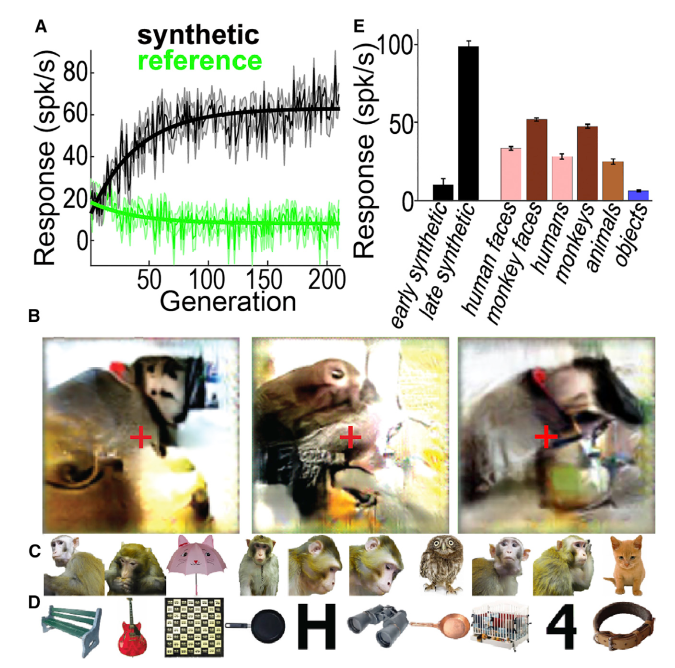 A
synthetic
reference
Response (spk/s)
80
60
40
20
0
50
100
150
200
Generation
E
Response (spk/s)
100
50
0
early synthetic
late synthetic
human faces
monkey faces
humans
monkeys
animals
objects
B
C
D
H
4